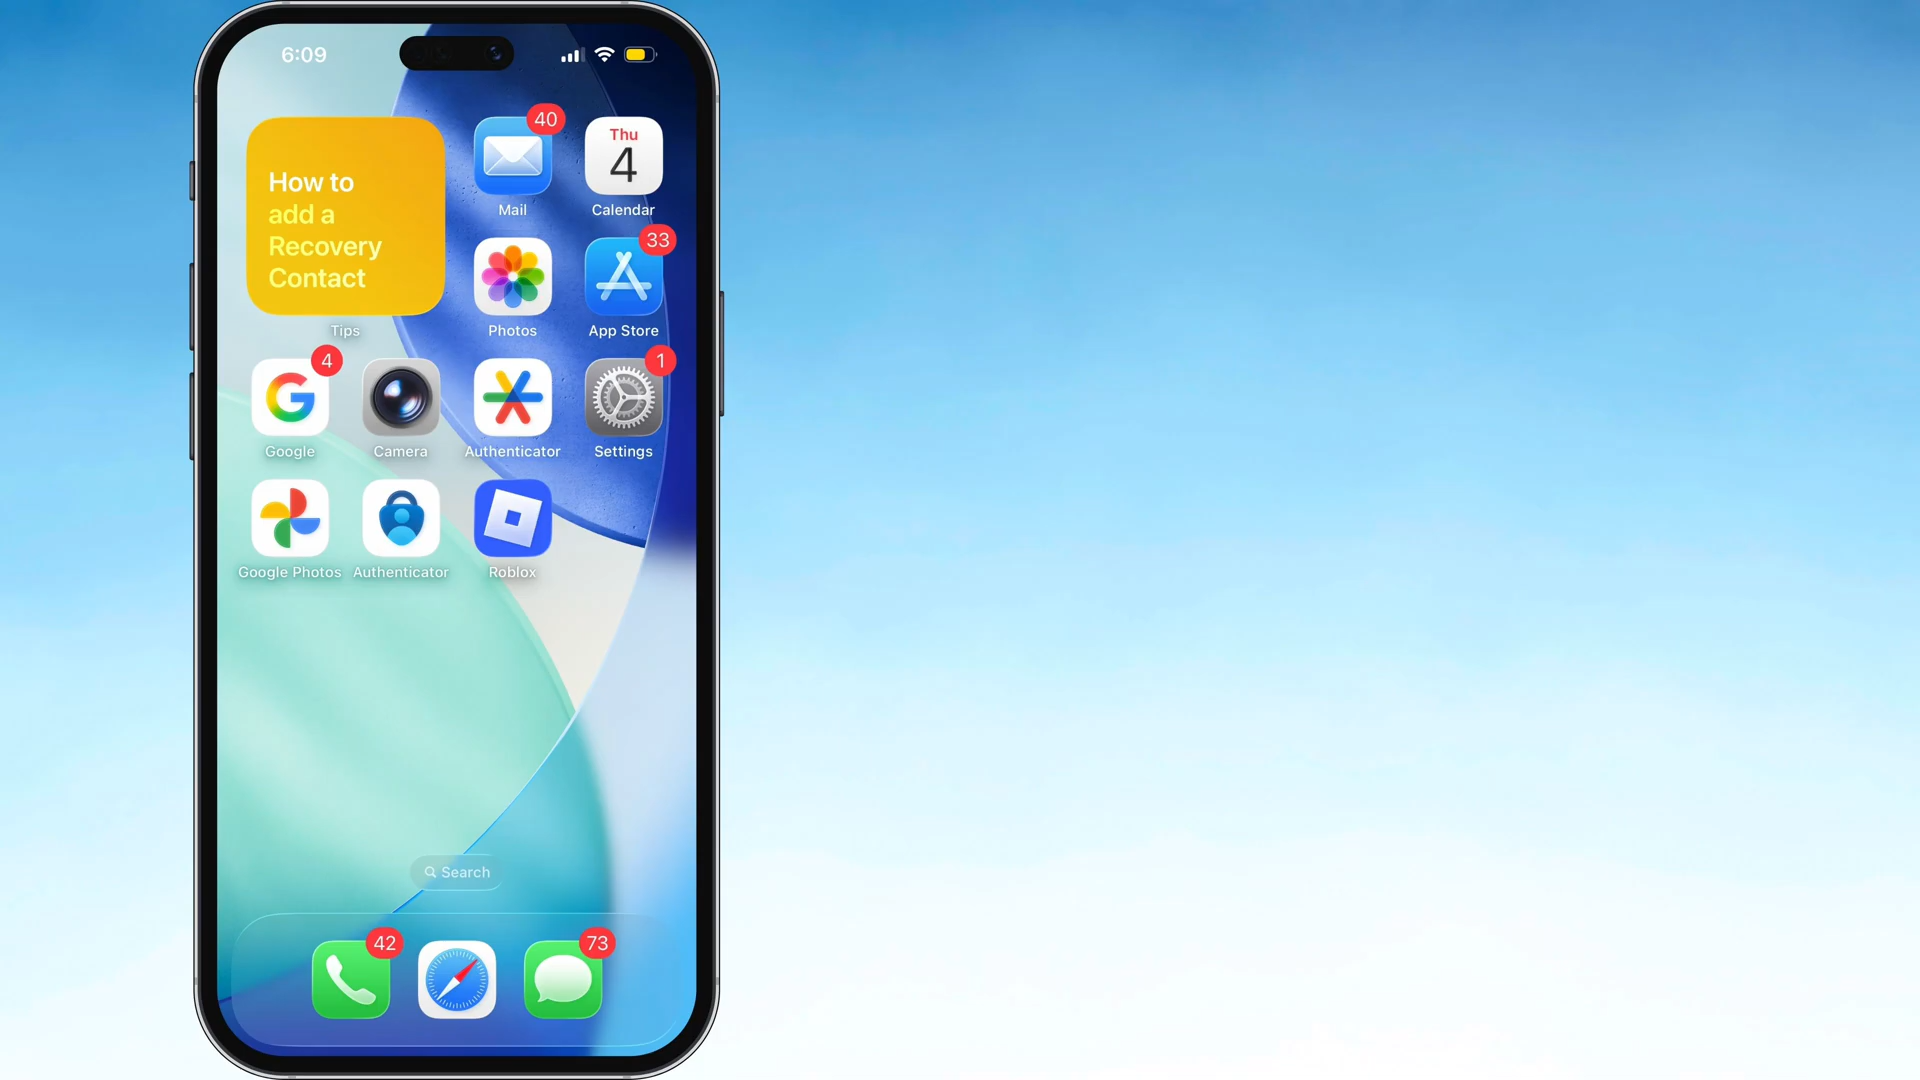 6:09
How to
add a
Recovery
Contact
Tips
40
Mail
Thu
4
Calendar
Photos
33
App Store
4
Google
Camera
Authenticator
1
Settings
Google Photos
Authenticator
Roblox
Search
42
73